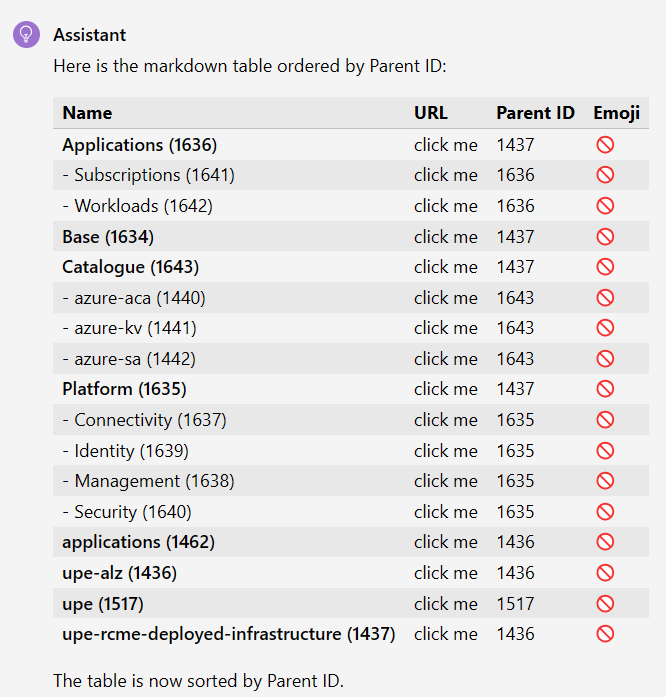 Assistant
Here is the markdown table ordered by Parent ID:
Name URL Parent ID Emoji
Applications (1636) click me 1437 🚫
- Subscriptions (1641) click me 1636 🚫
- Workloads (1642) click me 1636 🚫
Base (1634) click me 1437 🚫
Catalogue (1643) click me 1437 🚫
- azure-aca (1440) click me 1643 🚫
- azure-kv (1441) click me 1643 🚫
- azure-sa (1442) click me 1643 🚫
Platform (1635) click me 1437 🚫
- Connectivity (1637) click me 1635 🚫
- Identity (1639) click me 1635 🚫
- Management (1638) click me 1635 🚫
- Security (1640) click me 1635 🚫
applications (1462) click me 1436 🚫
upe-alz (1436) click me 1436 🚫
upe (1517) click me 1517 🚫
upe-rcme-deployed-infrastructure (1437) click me 1436 🚫
The table is now sorted by Parent ID.